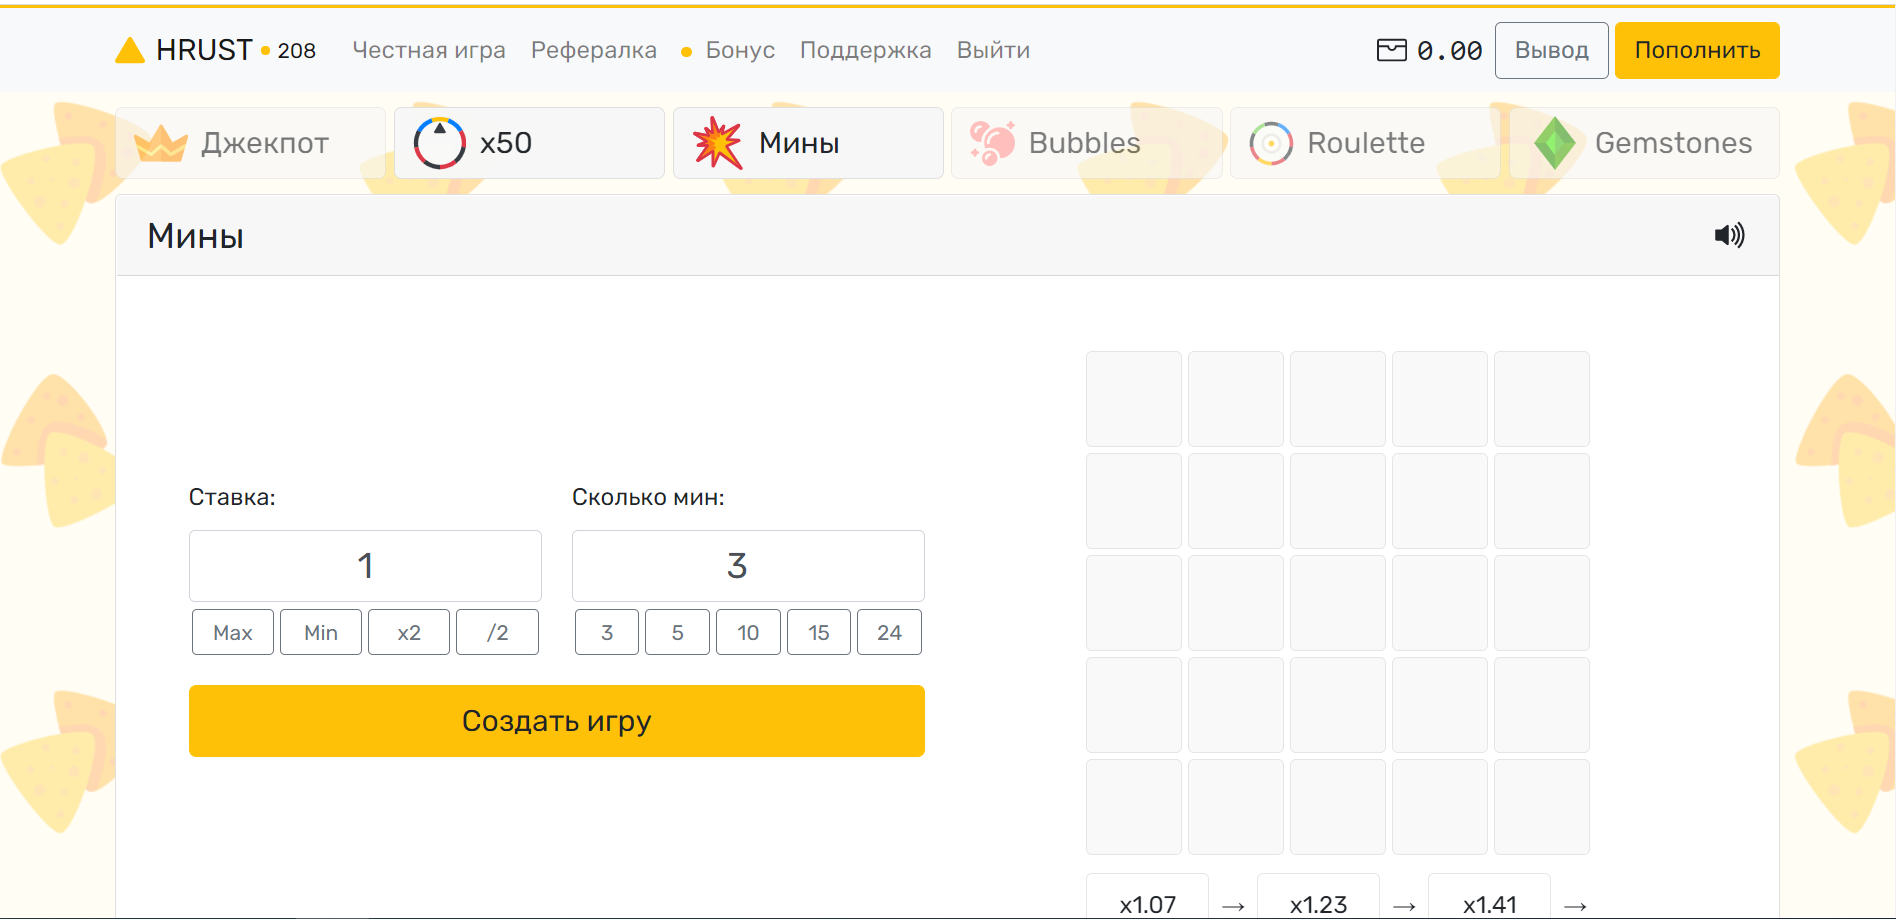 HRUST 208 Честная игра Рефералка Бонус Поддержка Выйти 0.00 Вывод Пополнить
Джекпот x50 Мины Bubbles Roulette Gemstones
Мины
Ставка: Сколько мин:
1 3
Max Min x2 /2 3 5 10 15 24
Создать игру
x1.07 → x1.23 → x1.41 →